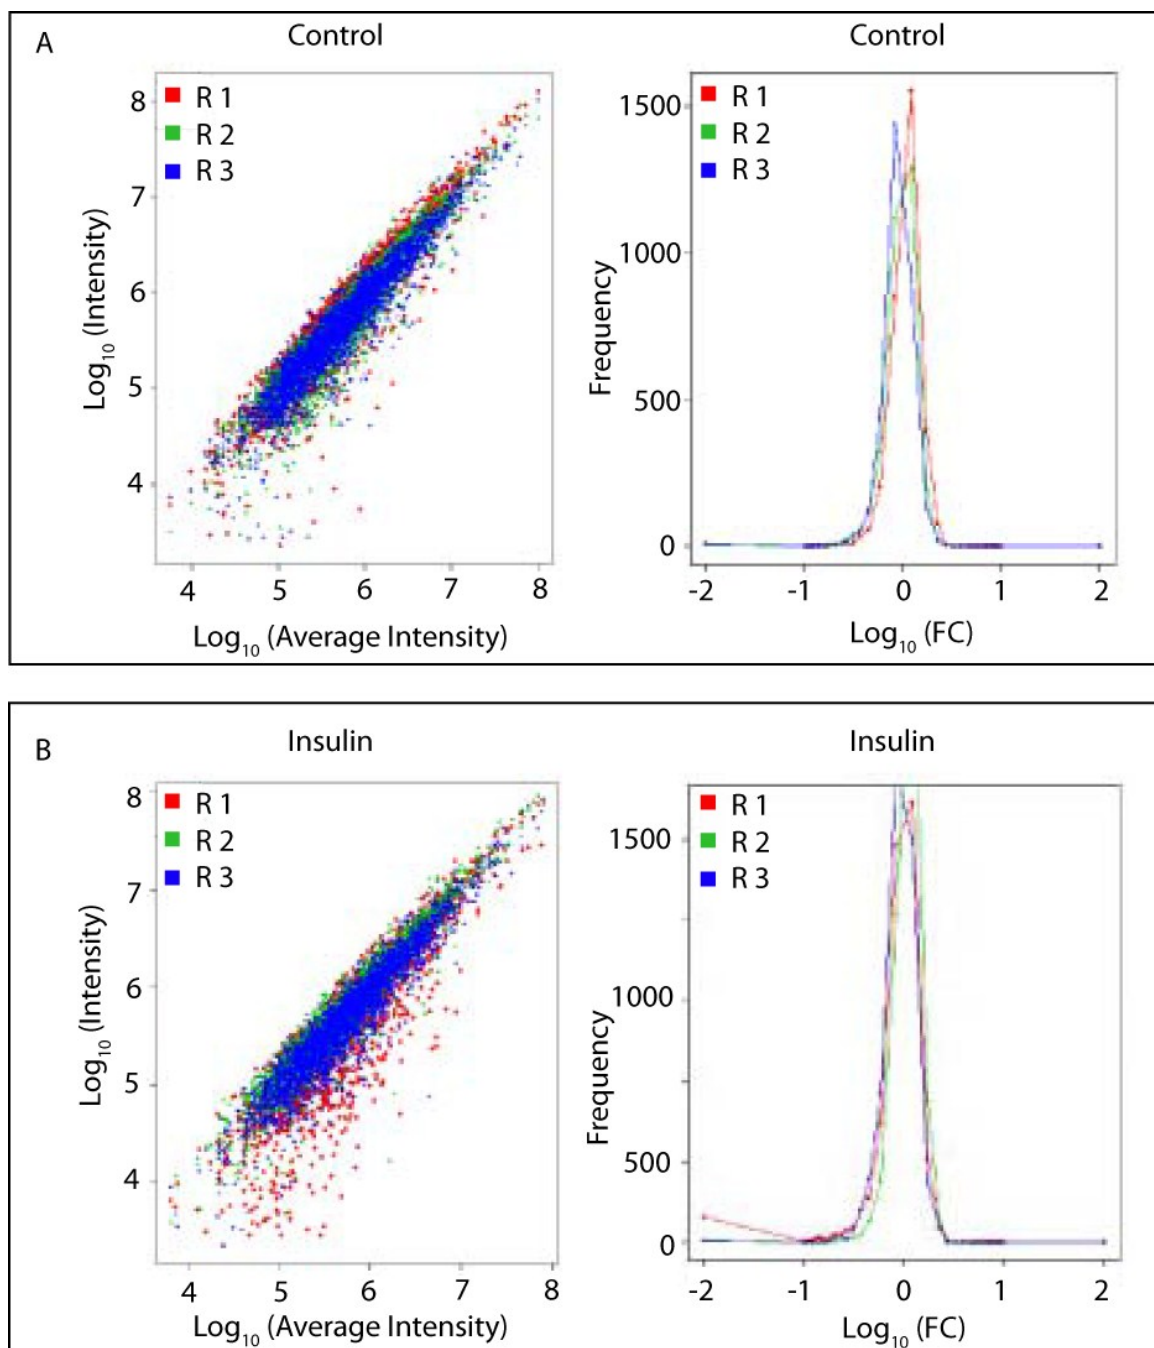 A
Control
Control
R 1
R 2
R 3
8
7
6
5
4
Log10 (Intensity)
4 5 6 7 8
Log10 (Average Intensity)
R 1
R 2
R 3
1500
1000
500
0
Frequency
-2 -1 0 1 2
Log10 (FC)
B
Insulin
Insulin
R 1
R 2
R 3
8
7
6
5
4
Log10 (Intensity)
4 5 6 7 8
Log10 (Average Intensity)
R 1
R 2
R 3
1500
1000
500
0
Frequency
-2 -1 0 1 2
Log10 (FC)